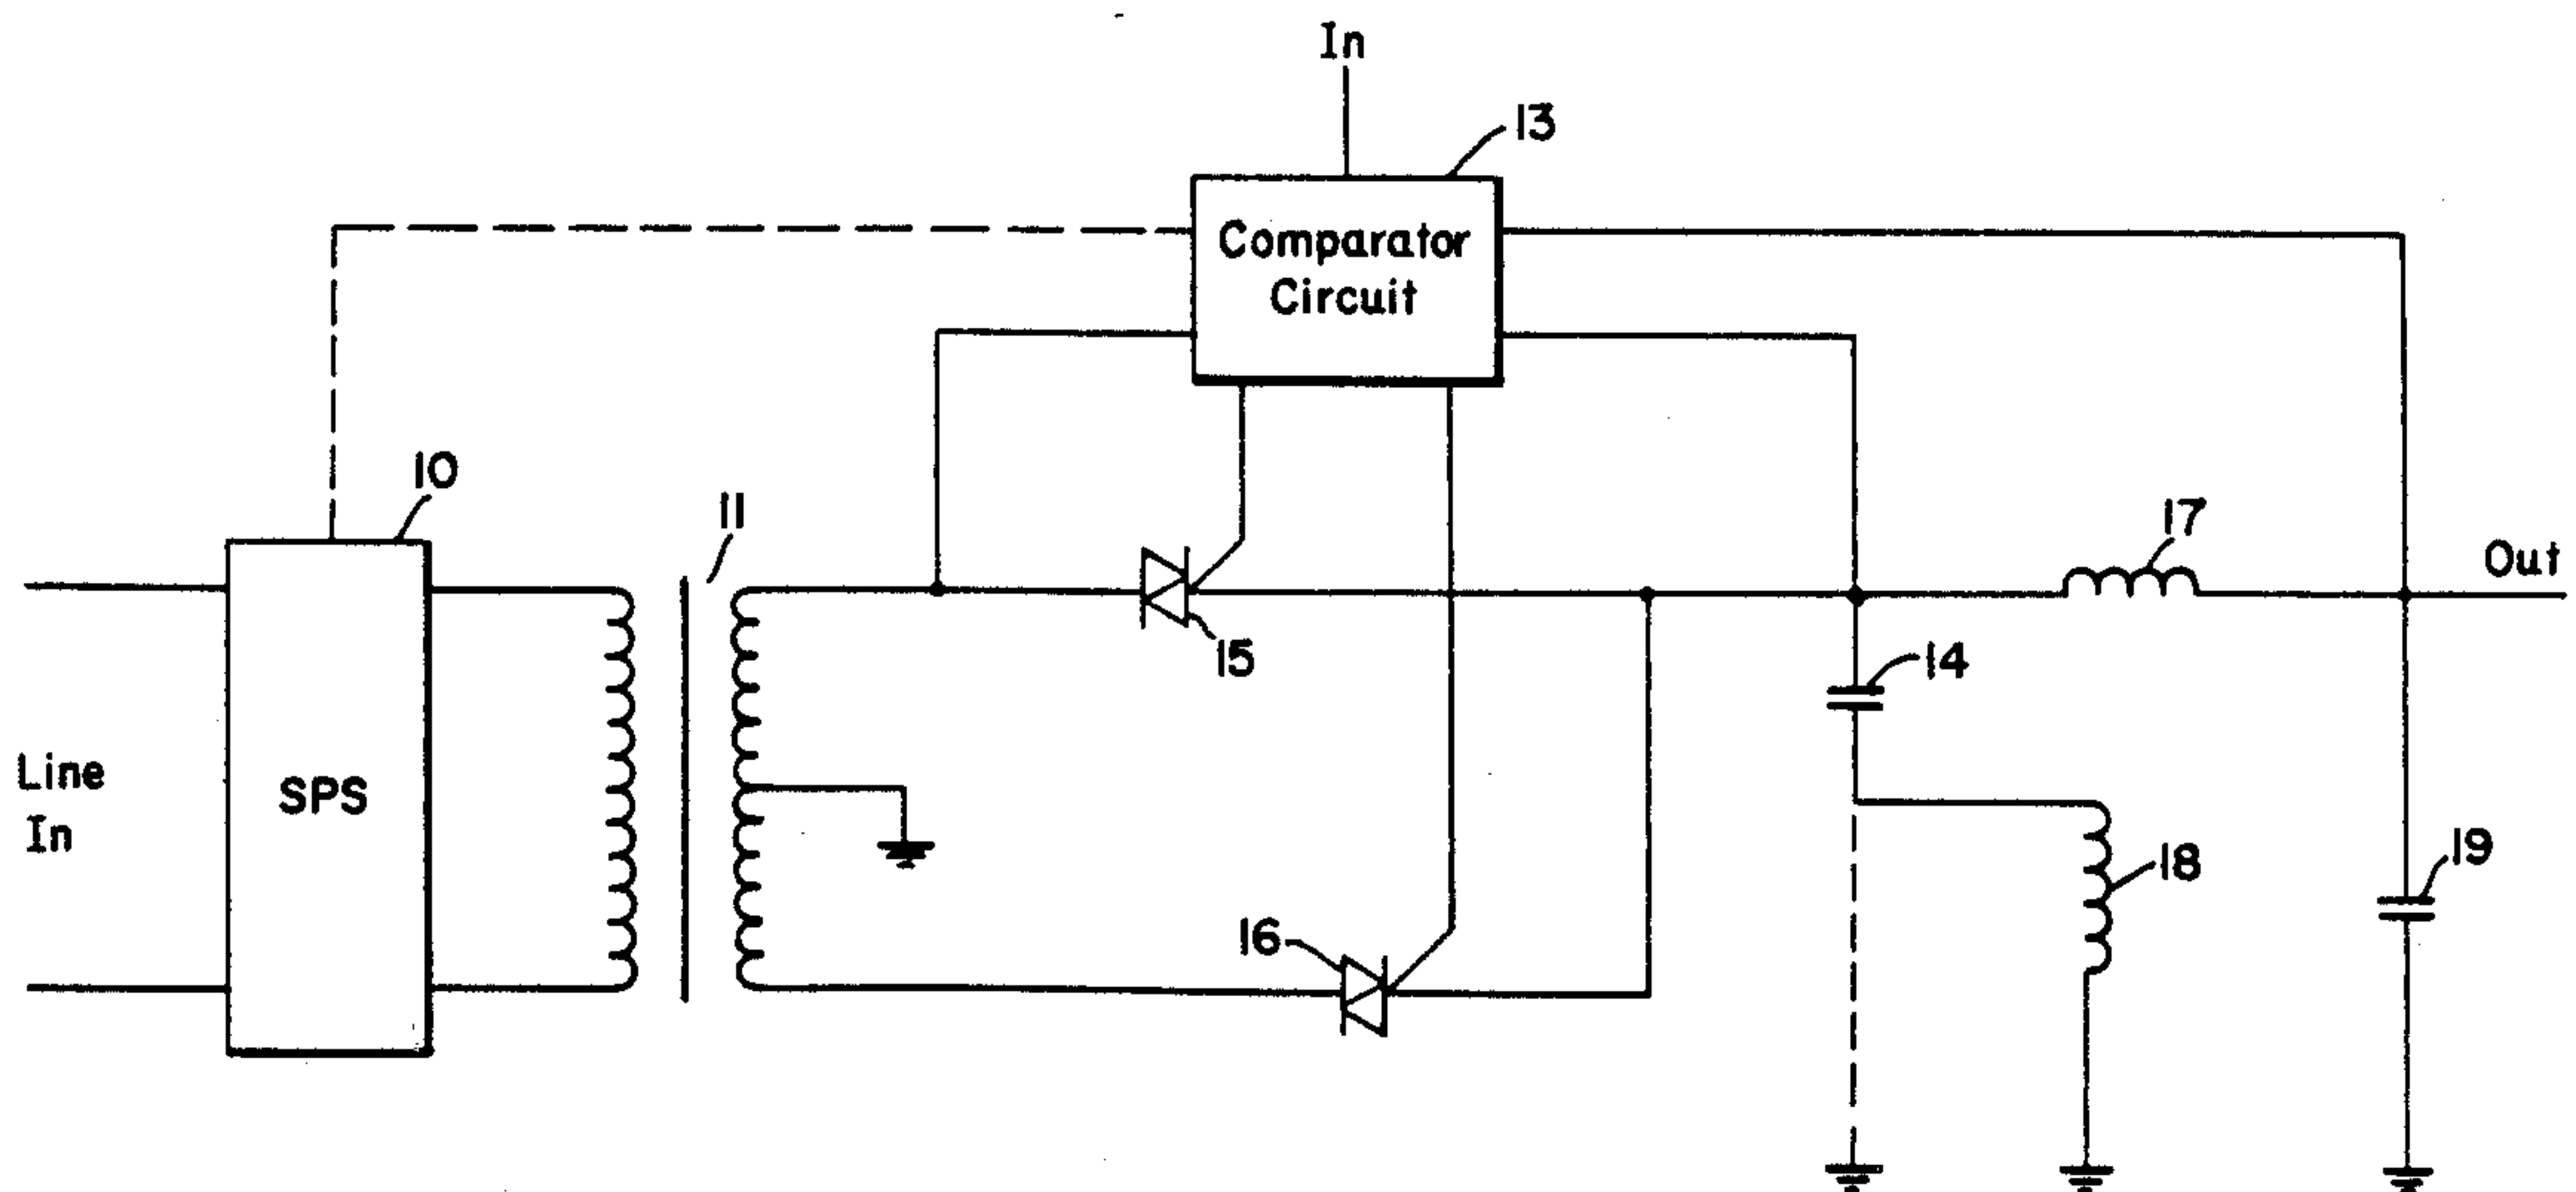 In
13
Comparator
Circuit
10
11
17
Out
15
14
Line
In
SPS
16
18
19